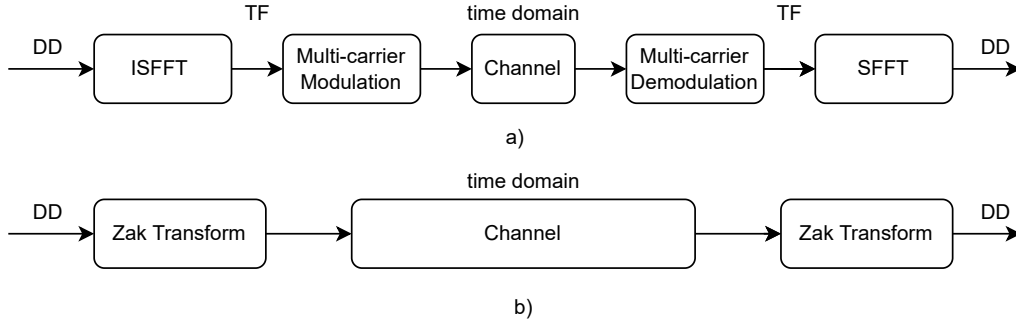 TF time domain TF
DD ISFFT Multi-carrier Modulation Channel Multi-carrier Demodulation SFFT DD
a)
time domain
DD Zak Transform Channel Zak Transform DD
b)